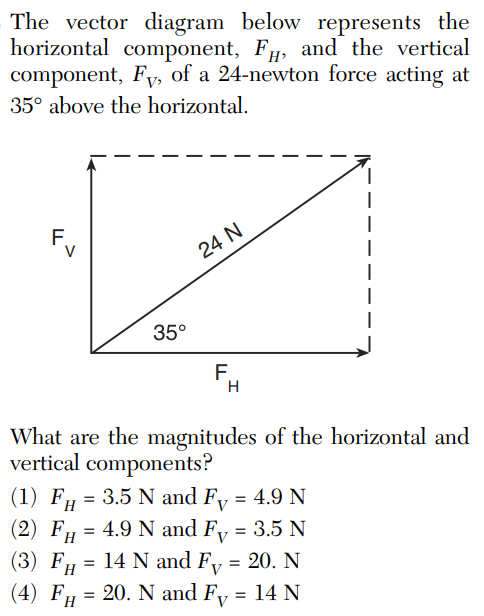 The vector diagram below represents the
horizontal component, F_H, and the vertical
component, F_V, of a 24-newton force acting at
35° above the horizontal.
F_V
24 N
35°
F_H
What are the magnitudes of the horizontal and
vertical components?
(1) F_H = 3.5 N and F_V = 4.9 N
(2) F_H = 4.9 N and F_V = 3.5 N
(3) F_H = 14 N and F_V = 20. N
(4) F_H = 20. N and F_V = 14 N